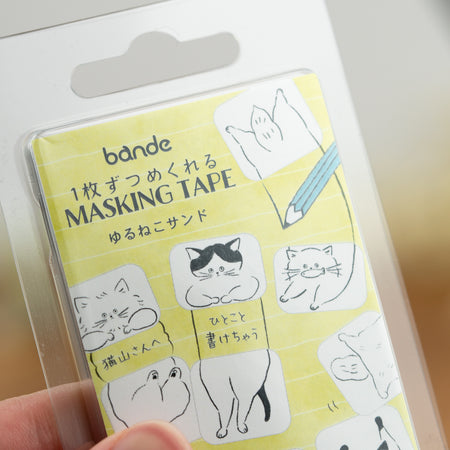 bande
1枚ずつめくれる
MASKING TAPE
ゆるねこサンド
ひとこと
書けちゃう
猫山さんへ